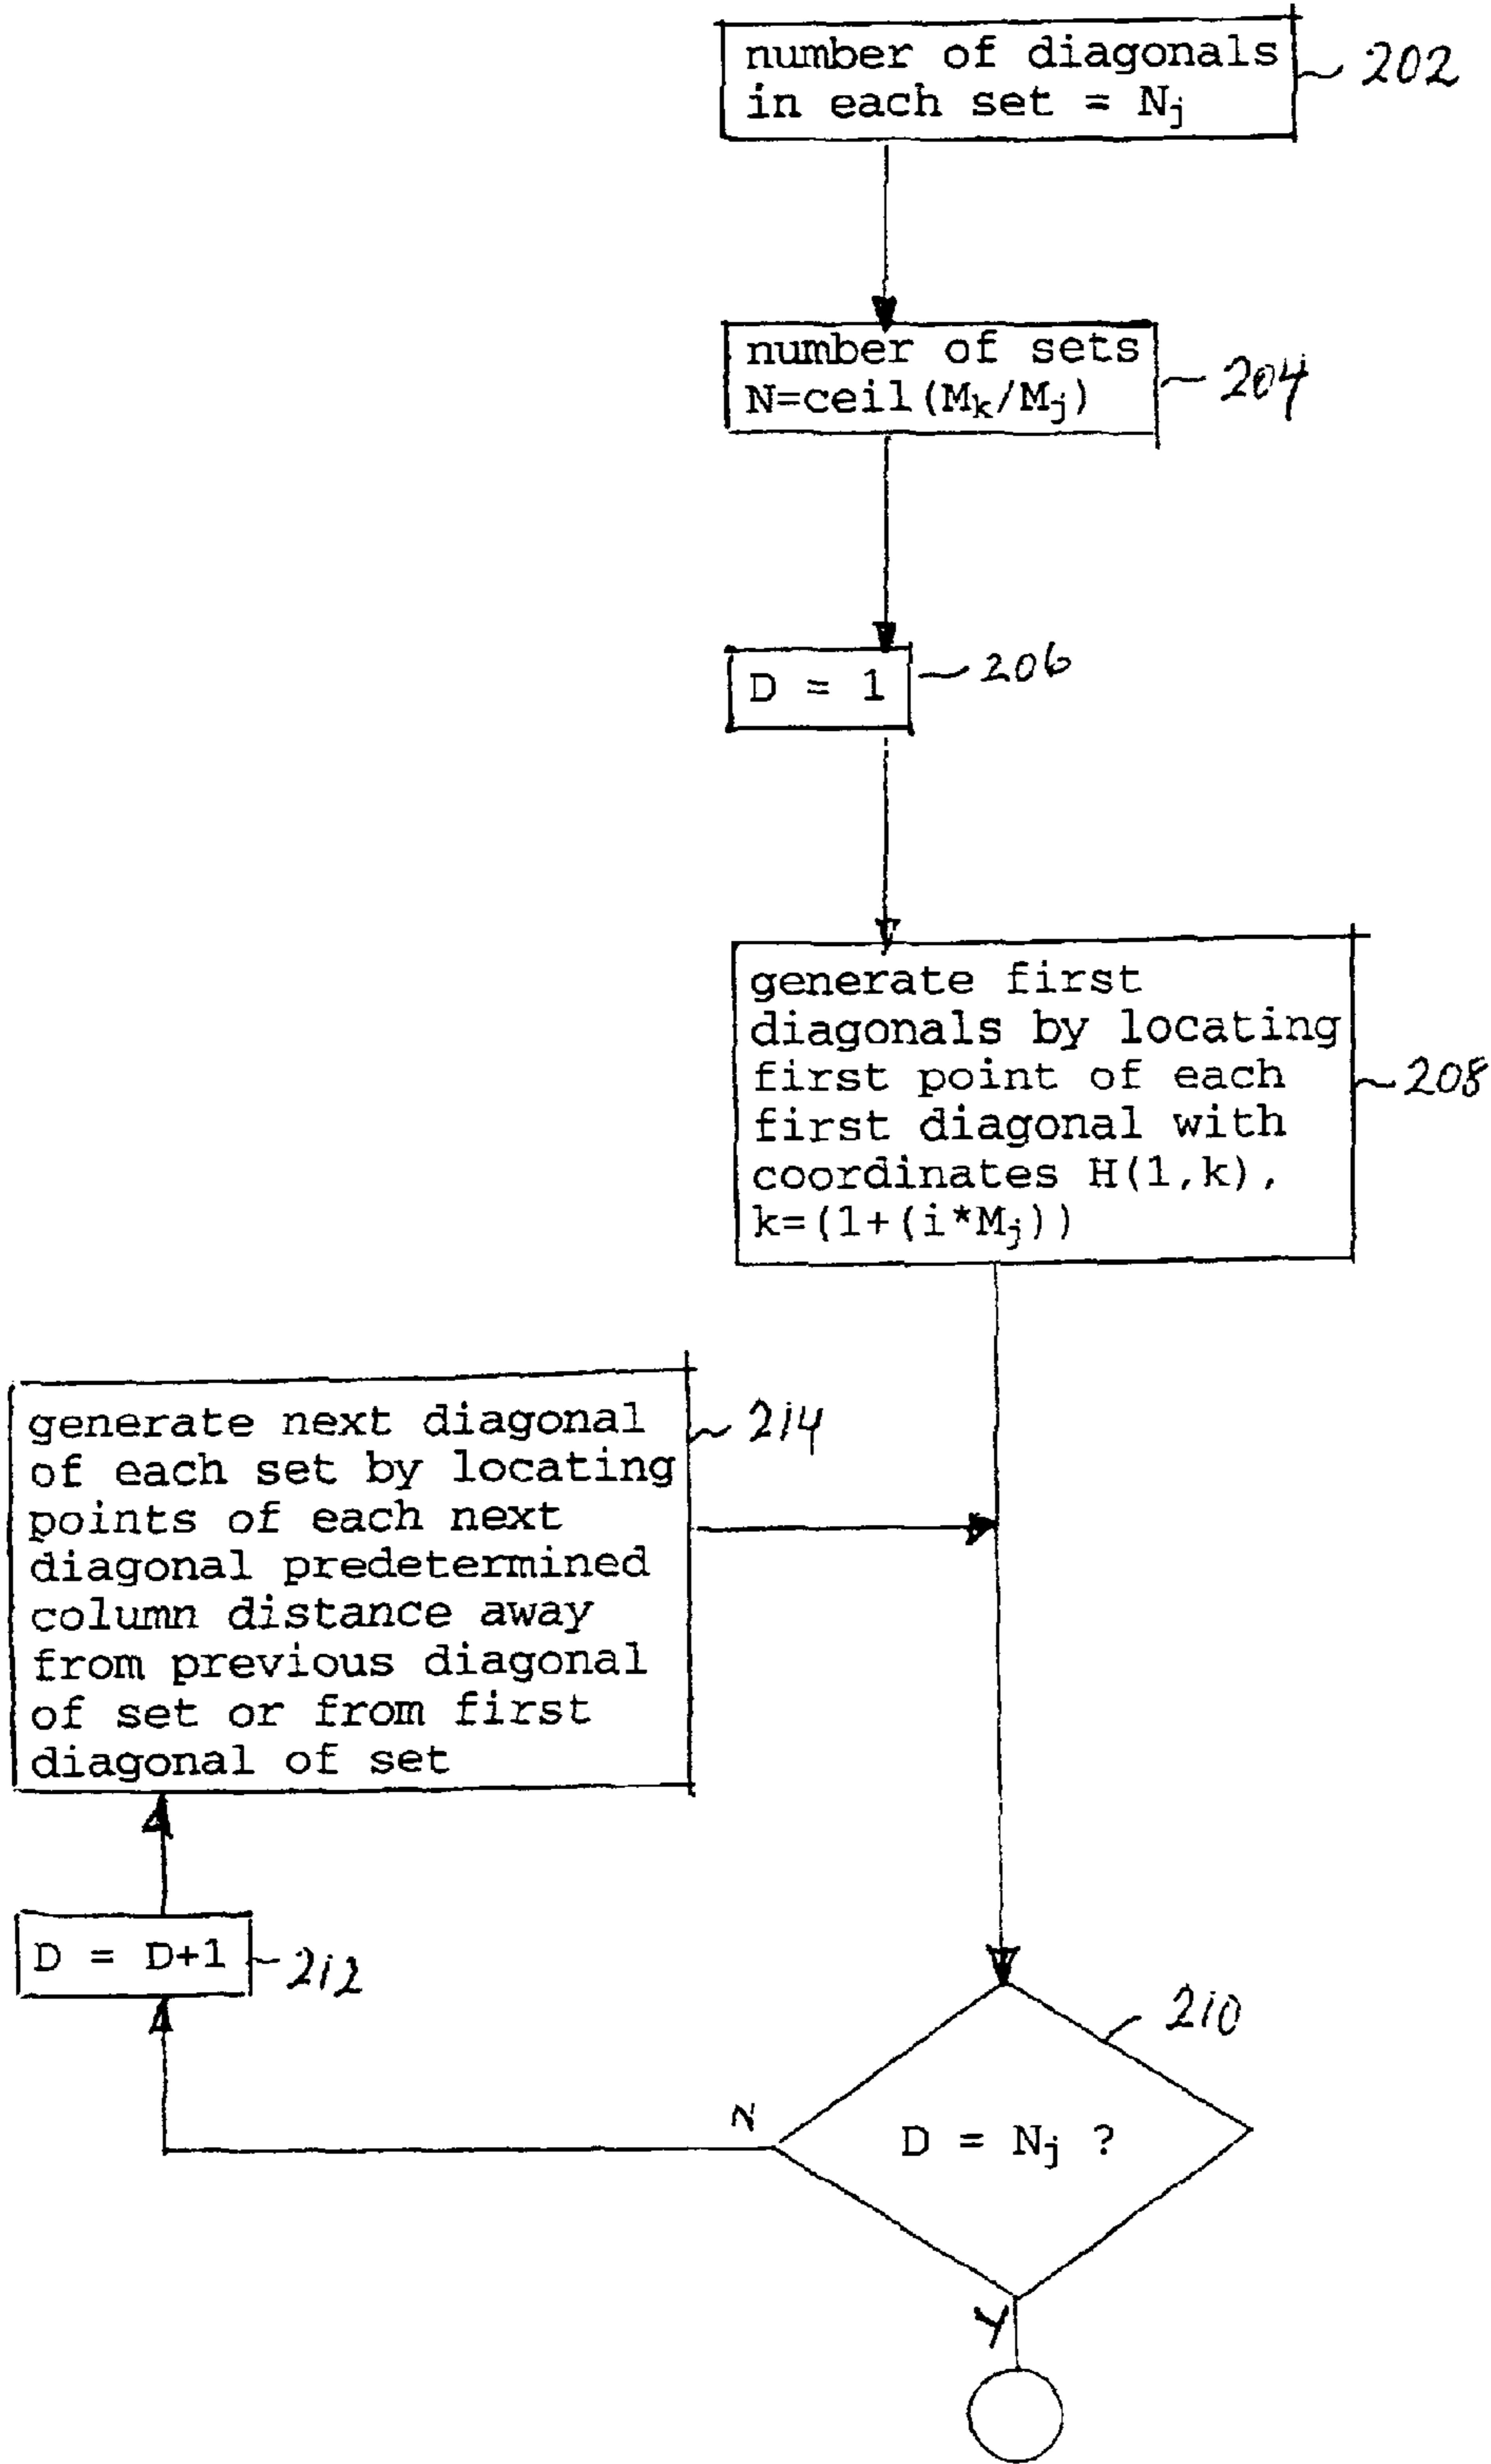 number of diagonals
in each set = Nj
202
number of sets
N=ceil(Mk/Mj)
204
D = 1
206
generate first
diagonals by locating
first point of each
first diagonal with
coordinates H(1,k),
k=(1+(i*Mj))
208
generate next diagonal
of each set by locating
points of each next
diagonal predetermined
column distance away
from previous diagonal
of set or from first
diagonal of set
214
D = D+1
212
210
N
D = Nj ?
Y